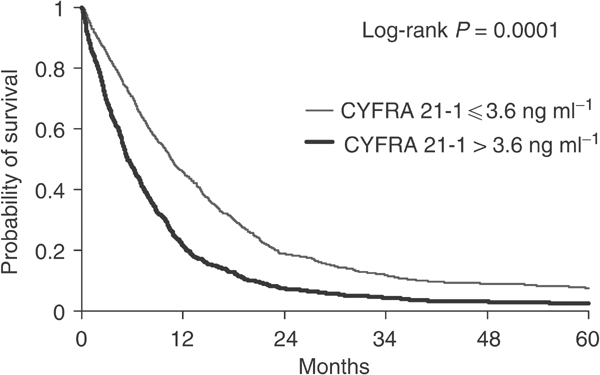 Log-rank P = 0.0001
CYFRA 21-1 ⩽ 3.6 ng ml−1
CYFRA 21-1 > 3.6 ng ml−1
Probability of survival
1
0.8
0.6
0.4
0.2
0
0 12 24 34 48 60
Months